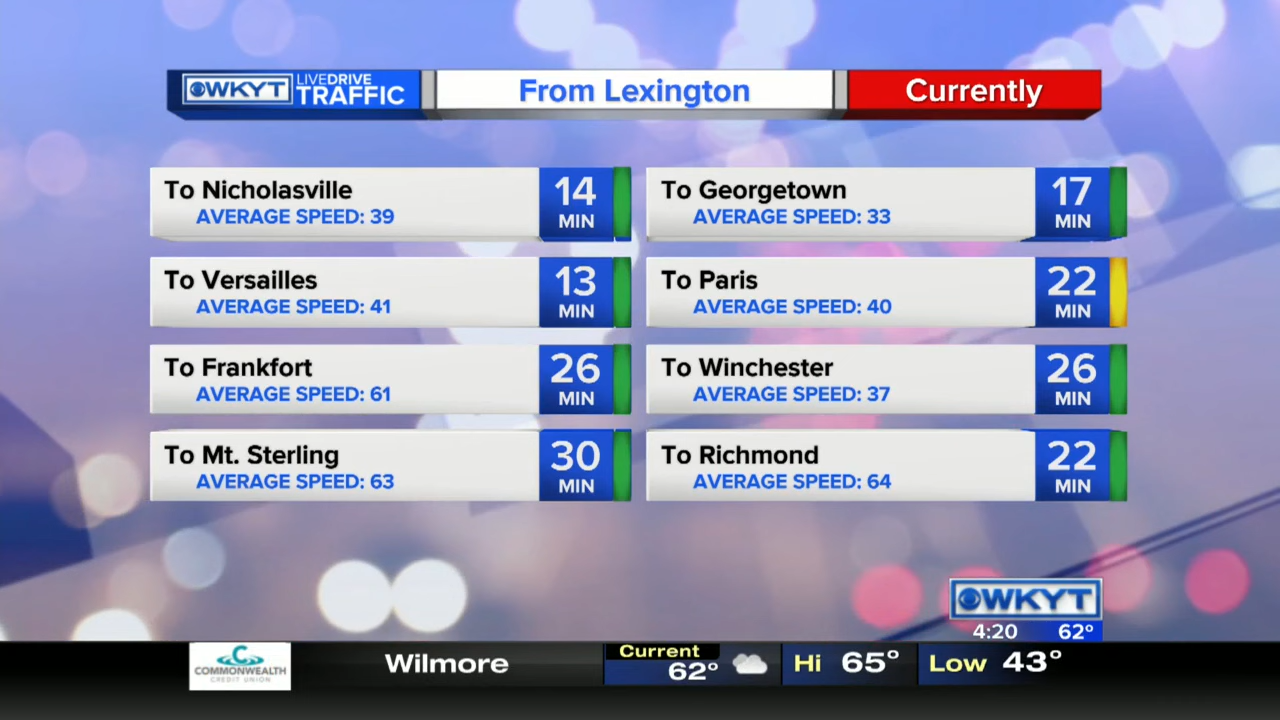 WKYT LIVEDRIVE TRAFFIC
From Lexington
Currently
To Nicholasville
AVERAGE SPEED: 39
14
MIN
To Georgetown
AVERAGE SPEED: 33
17
MIN
To Versailles
AVERAGE SPEED: 41
13
MIN
To Paris
AVERAGE SPEED: 40
22
MIN
To Frankfort
AVERAGE SPEED: 61
26
MIN
To Winchester
AVERAGE SPEED: 37
26
MIN
To Mt. Sterling
AVERAGE SPEED: 63
30
MIN
To Richmond
AVERAGE SPEED: 64
22
MIN
WKYT
4:20 62°
COMMONWEALTH
CREDIT UNION
Wilmore
Current
62°
Hi 65°
Low 43°